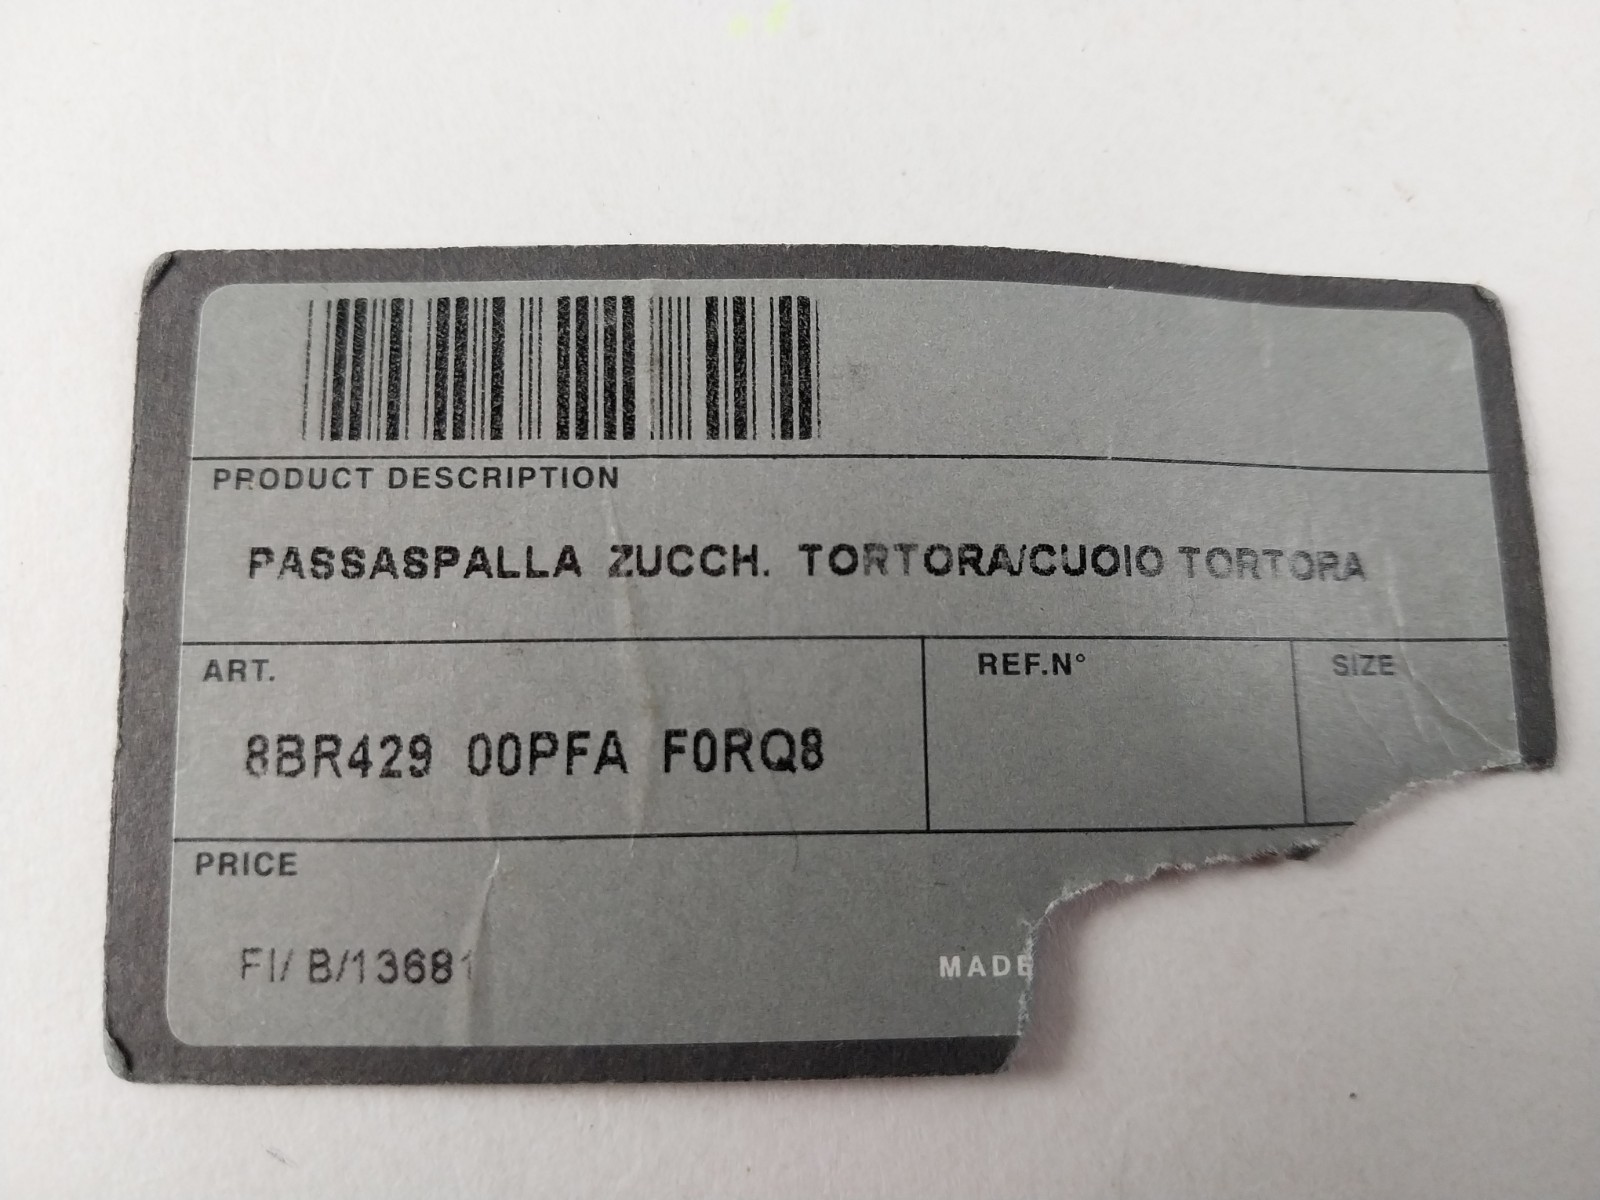 PRODUCT DESCRIPTION
PASSASPALLA ZUCCH. TORTORA/CUOIO TORTORA
ART. REF.N° SIZE
8BR429 00PFA F0RQ8
PRICE
FI/ B/13681
MADE